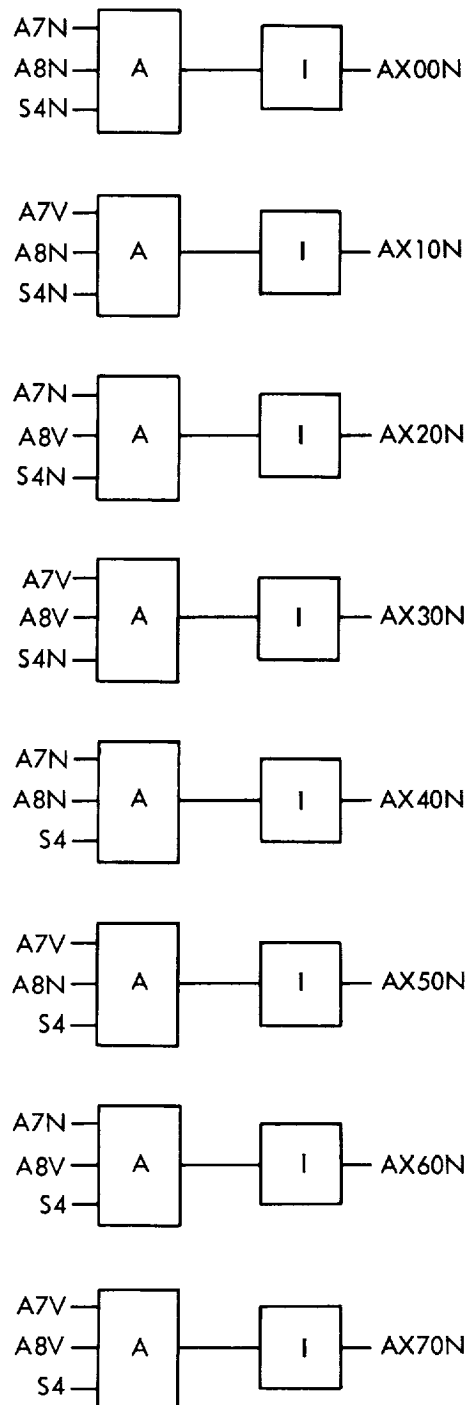 A7N
A8N A I AX00N
S4N
A7V
A8N A I AX10N
S4N
A7N
A8V A I AX20N
S4N
A7V
A8V A I AX30N
S4N
A7N
A8N A I AX40N
S4
A7V
A8N A I AX50N
S4
A7N
A8V A I AX60N
S4
A7V
A8V A I AX70N
S4